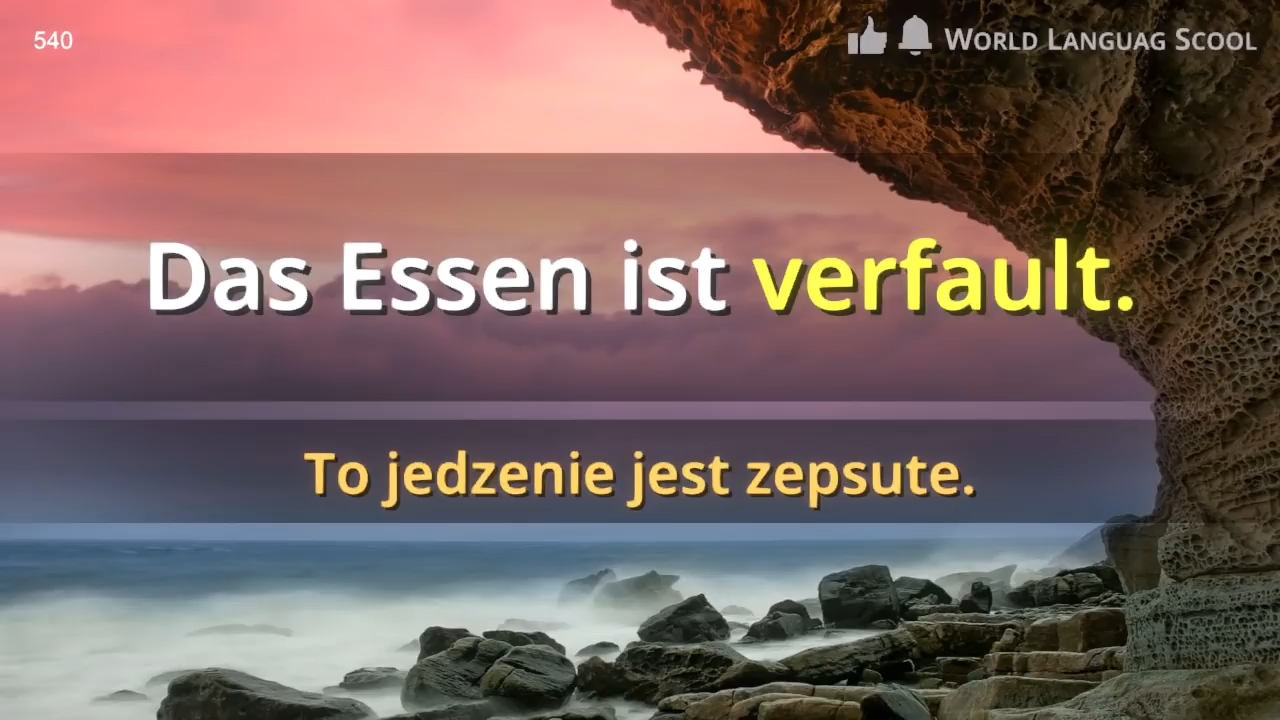 540
World Languag Scool
Das Essen ist verfault.
To jedzenie jest zepsute.